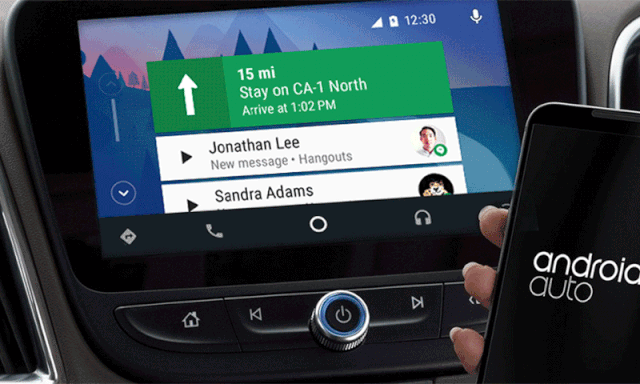 12:30
15 mi
Stay on CA-1 North
Arrive at 1:02 PM
Jonathan Lee
New message • Hangouts
Sandra Adams
android
auto